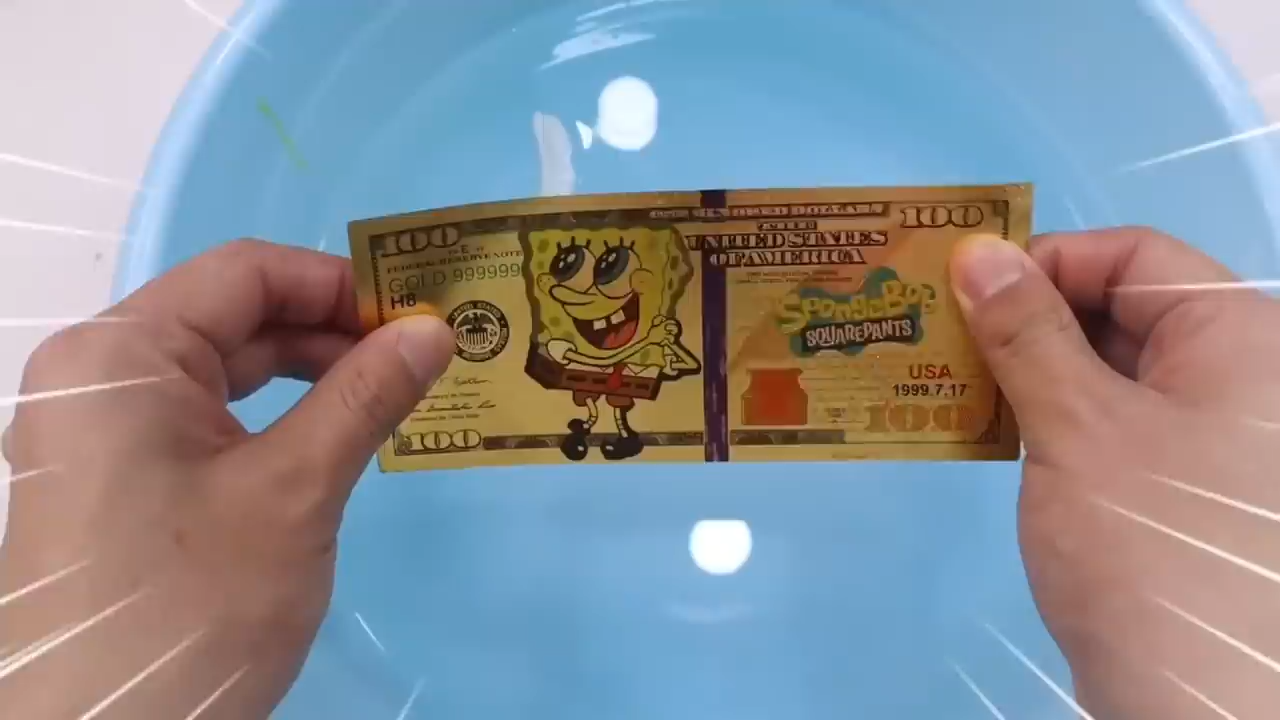 100
FEDERAL RESERVE NOTE
GOLD 999999
H8
100
100
THE
UNITED STATES
OF AMERICA
SPONGEBOB
SQUAREPANTS
USA
1999.7.17
100